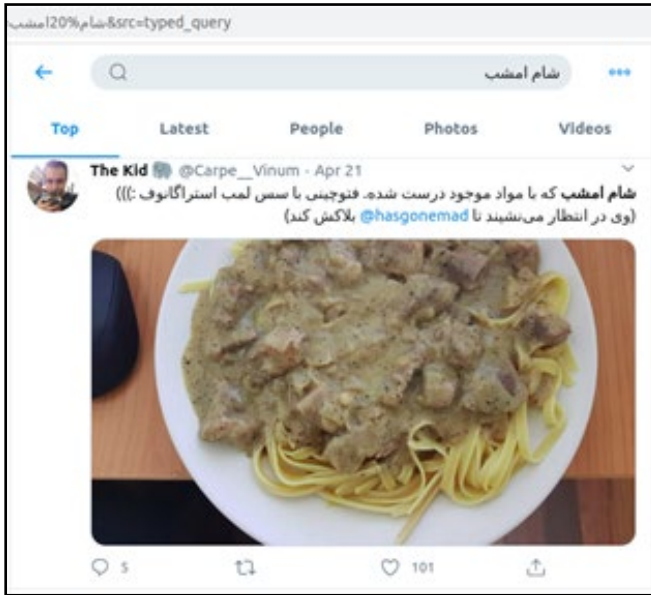 شام%20امشب&src=typed_query
شام امشب
Top Latest People Photos Videos
The Kid @Carpe__Vinum - Apr 21
شام امشب که با مواد موجود درست شده. فتوچینی با سس لمب استراگانوف :)))
(وی در انتظار می‌نشیند تا @hasgonemad بلاکش کند)
5 101